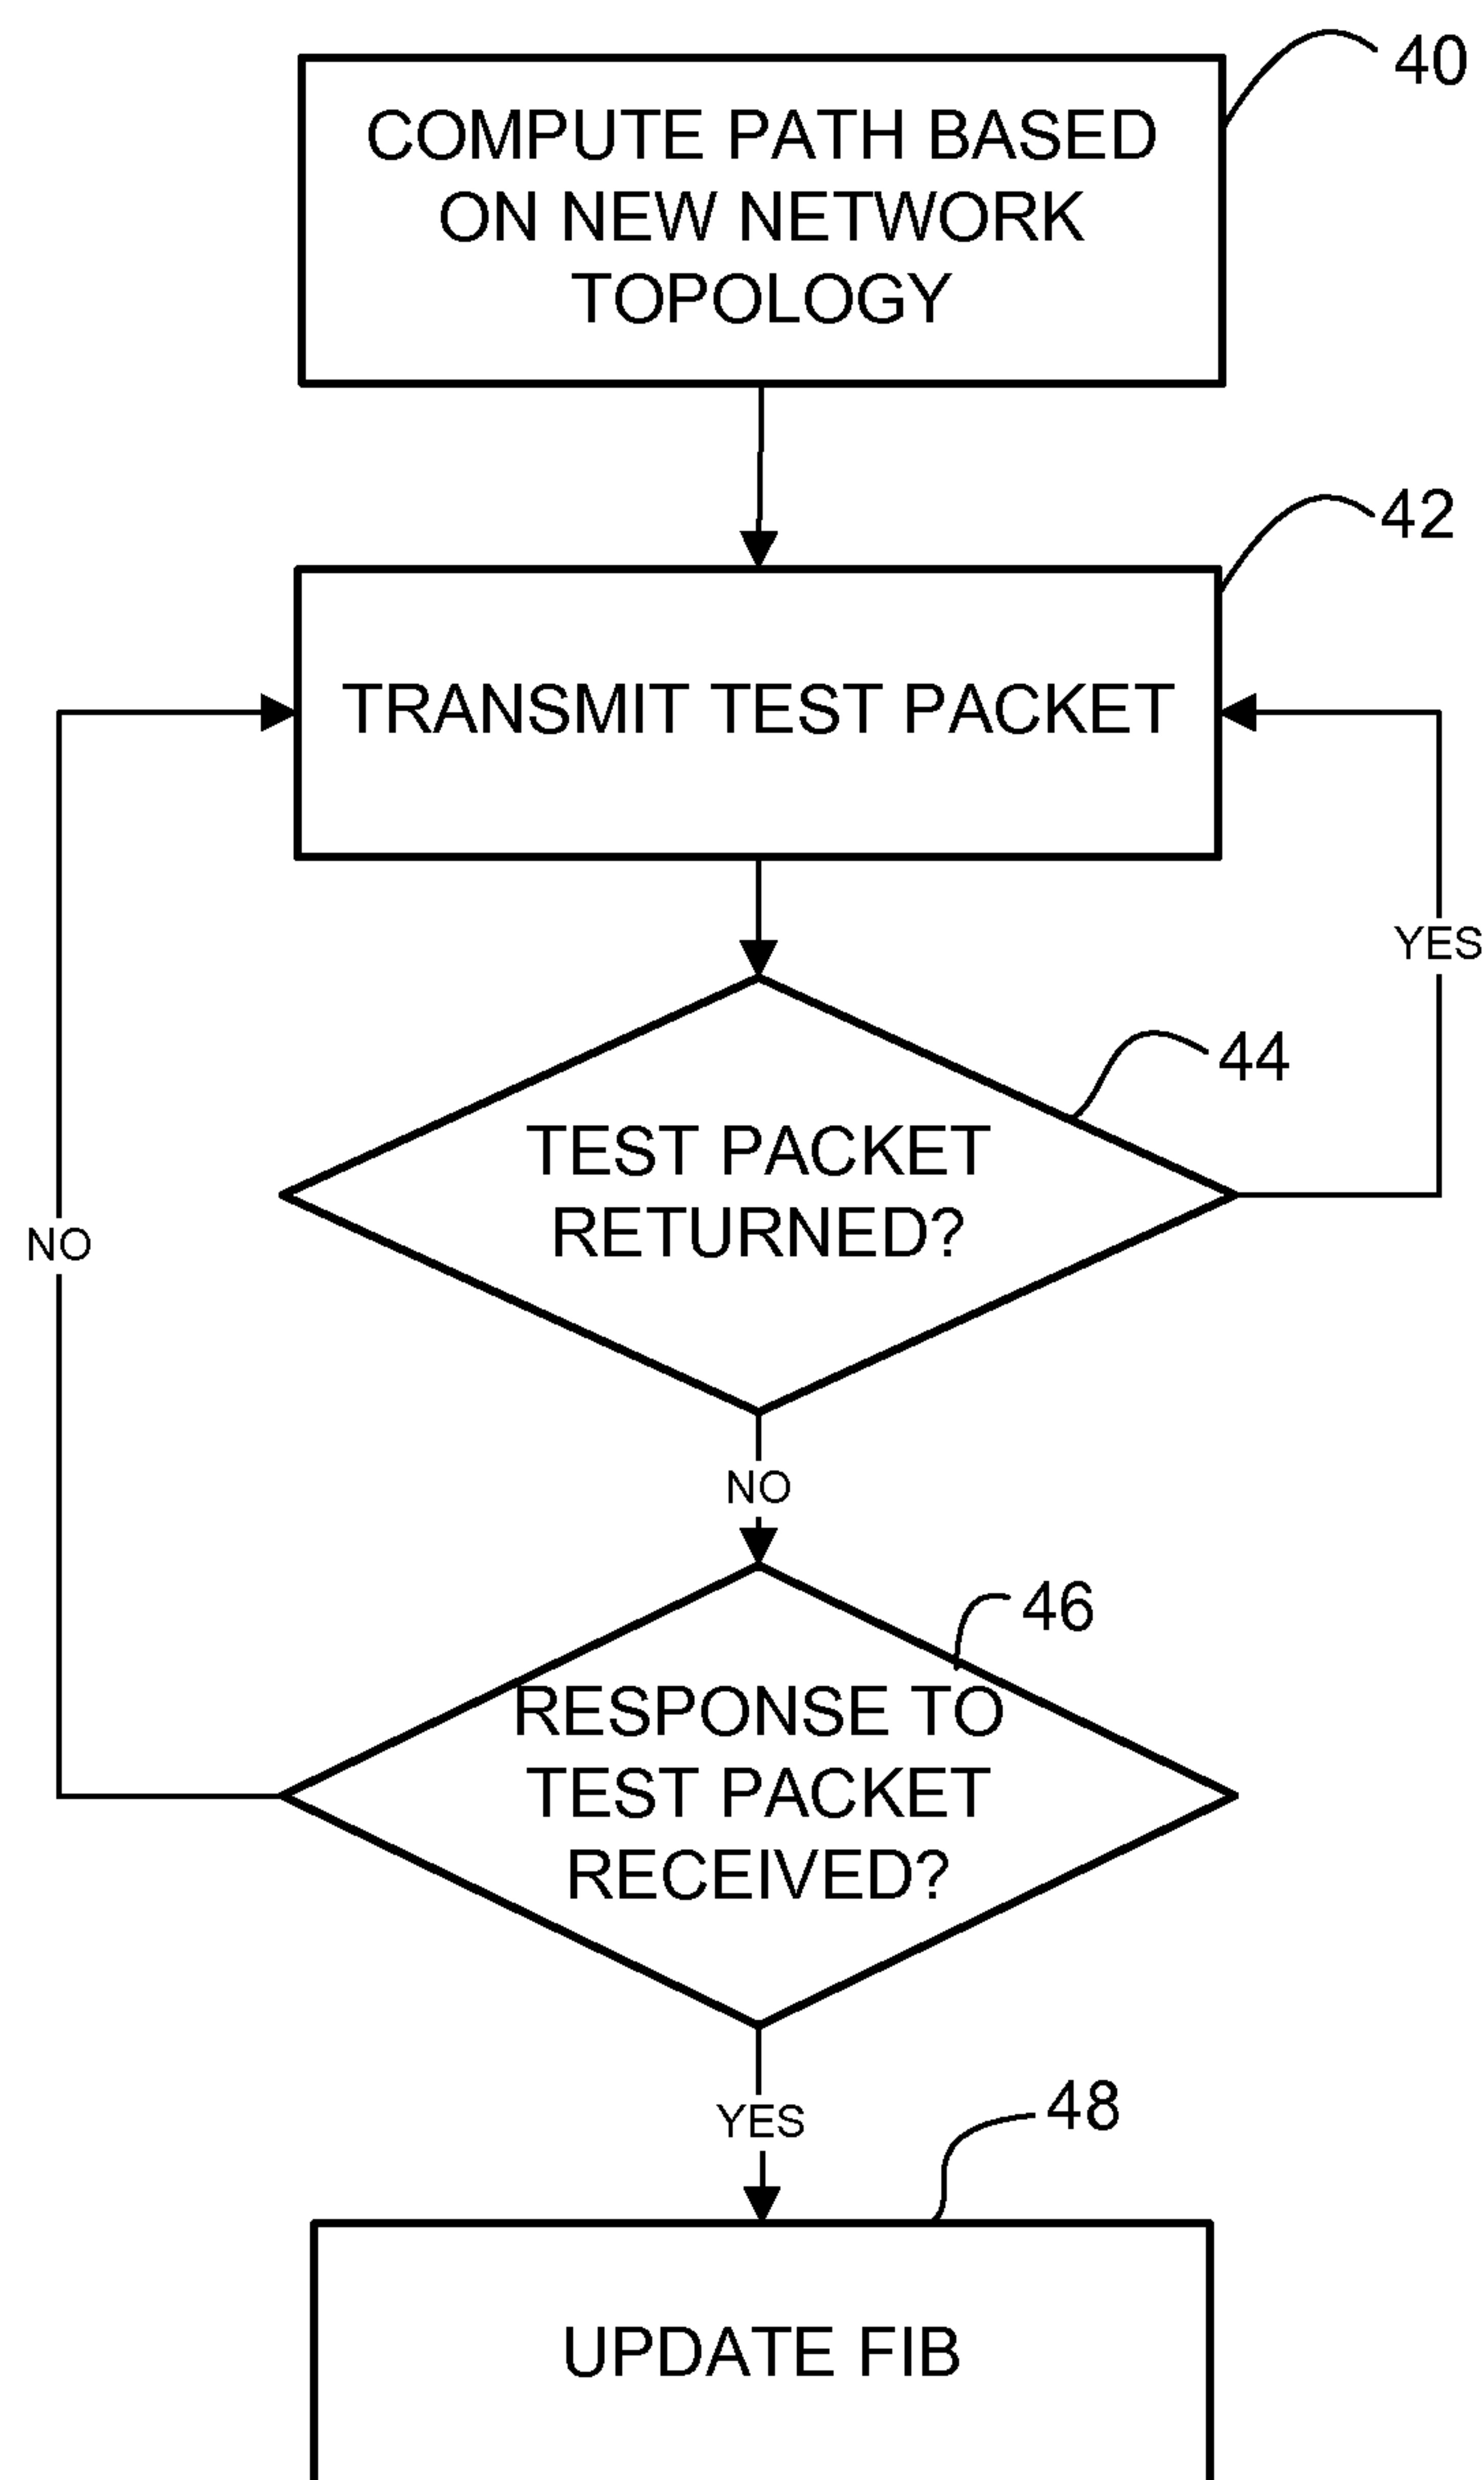 40
COMPUTE PATH BASED
ON NEW NETWORK
TOPOLOGY
42
TRANSMIT TEST PACKET
YES
44
TEST PACKET
RETURNED?
NO
NO
46
RESPONSE TO
TEST PACKET
RECEIVED?
YES
48
UPDATE FIB